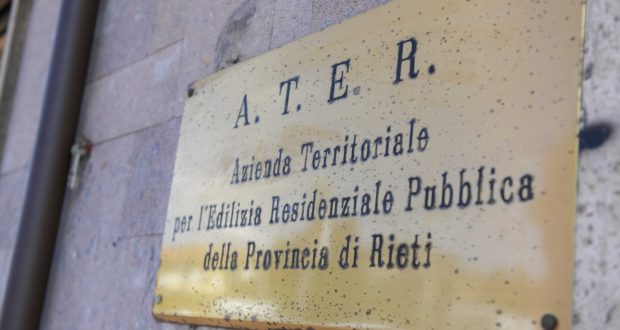 A. T. E. R.
Azienda Territoriale
per l'Edilizia Residenziale Pubblica
della Provincia di Rieti